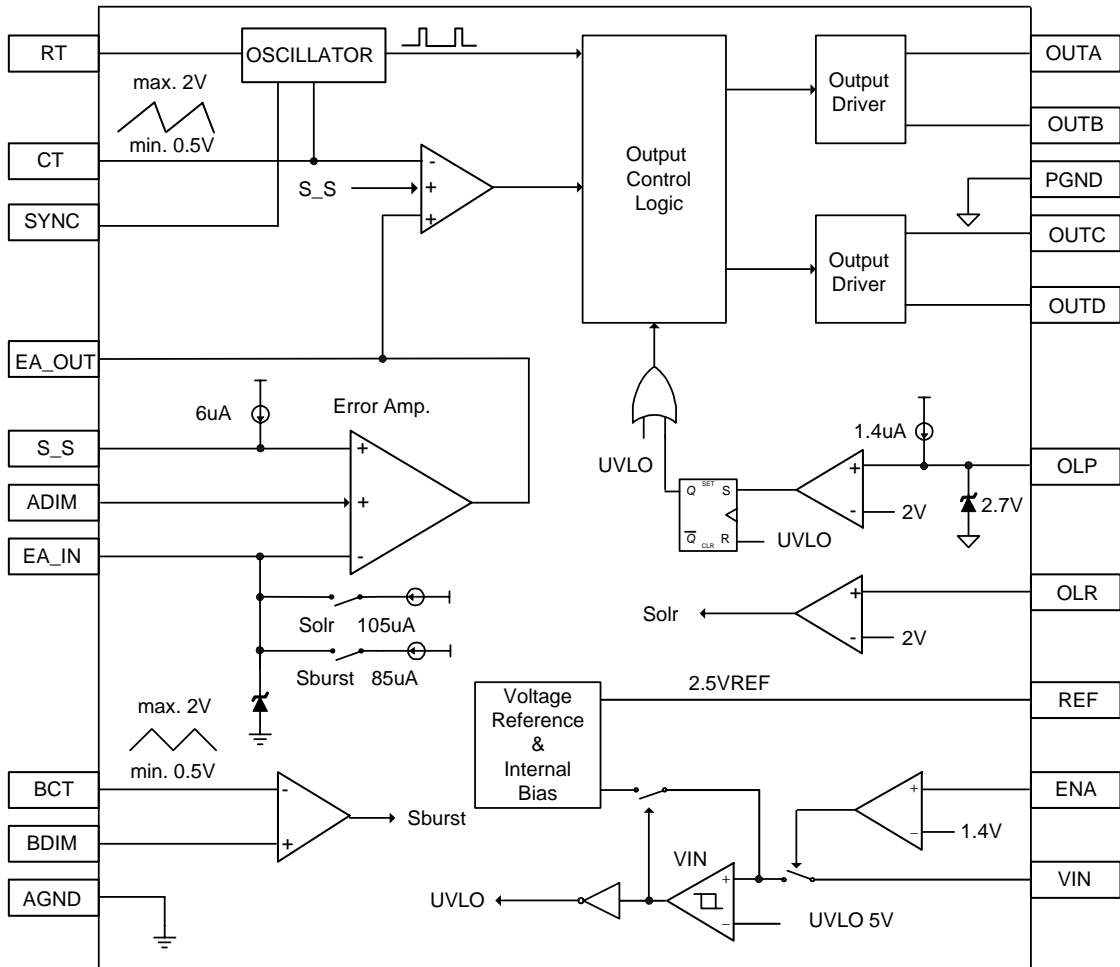 RT
OSCILLATOR
max. 2V
min. 0.5V
CT
S_S
SYNC
Output
Control
Logic
Output
Driver
OUTA
OUTB
PGND
Output
Driver
OUTC
OUTD
EA_OUT
6uA
Error Amp.
S_S
ADIM
EA_IN
-
+
+
+
+
-
UVLO
Q SET S
Q CLR R
UVLO
1.4uA
+
-
2V
2.7V
OLP
Solr 105uA
Sburst 85uA
Solr
+
-
2V
OLR
max. 2V
min. 0.5V
BCT
BDIM
-
+
Sburst
AGND
Voltage
Reference
&
Internal
Bias
2.5VREF
REF
+
-
1.4V
ENA
VIN
VIN
+
-
UVLO
UVLO 5V